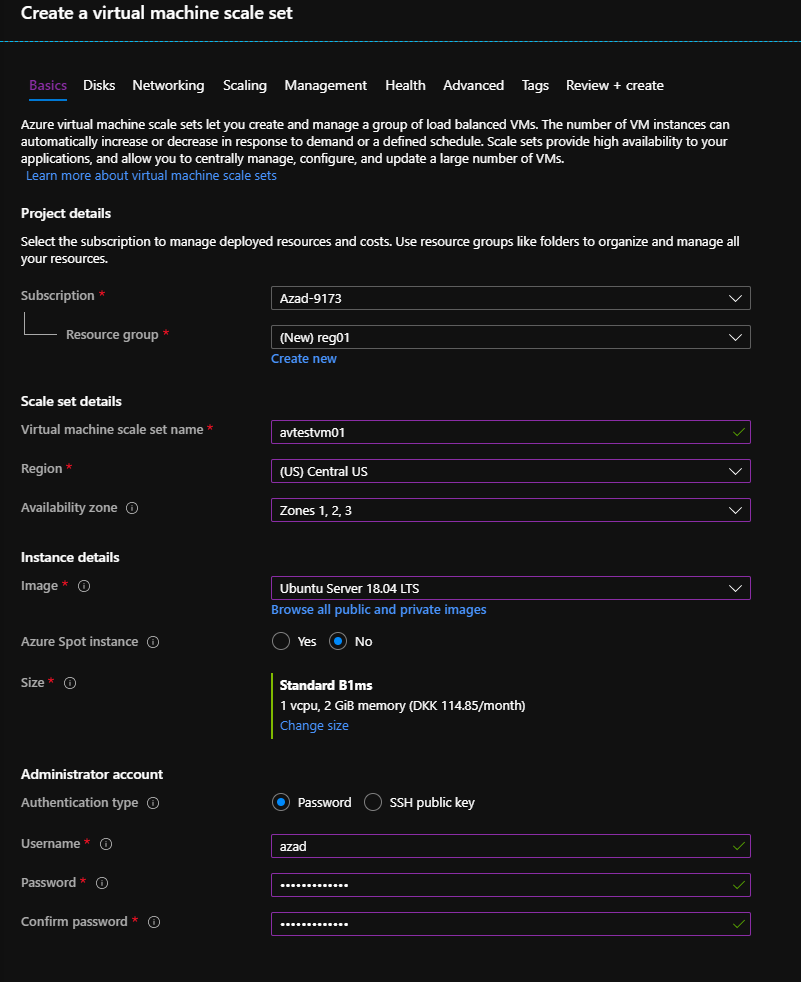 Create a virtual machine scale set
Basics Disks Networking Scaling Management Health Advanced Tags Review + create
Azure virtual machine scale sets let you create and manage a group of load balanced VMs. The number of VM instances can
automatically increase or decrease in response to demand or a defined schedule. Scale sets provide high availability to your
applications, and allow you to centrally manage, configure, and update a large number of VMs.
Learn more about virtual machine scale sets
Project details
Select the subscription to manage deployed resources and costs. Use resource groups like folders to organize and manage all
your resources.
Subscription * Azad-9173
Resource group * (New) reg01
Create new
Scale set details
Virtual machine scale set name * avtestvm01
Region * (US) Central US
Availability zone Zones 1, 2, 3
Instance details
Image * Ubuntu Server 18.04 LTS
Browse all public and private images
Azure Spot instance Yes No
Size * Standard B1ms
1 vcpu, 2 GiB memory (DKK 114.85/month)
Change size
Administrator account
Authentication type Password SSH public key
Username * azad
Password * •••••••••••••
Confirm password * •••••••••••••